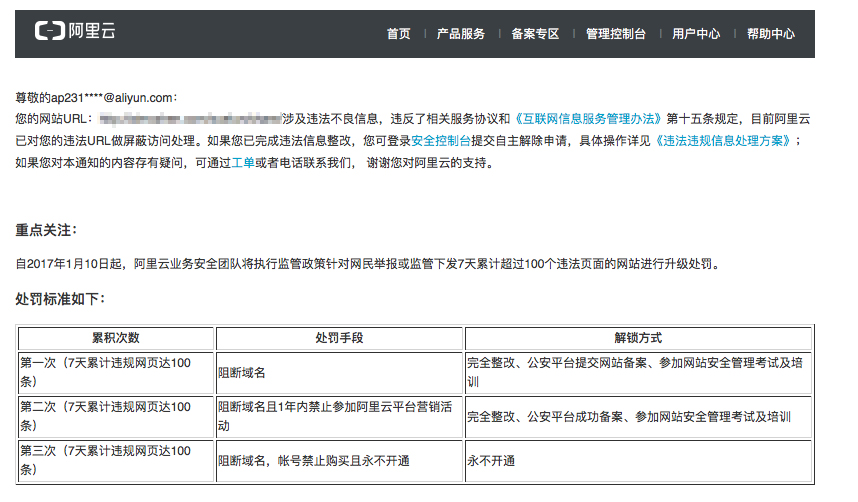 阿里云
首页 | 产品服务 | 备案专区 | 管理控制台 | 用户中心 | 帮助中心
尊敬的ap231****@aliyun.com：
您的网站URL：涉及违法不良信息，违反了相关服务协议和《互联网信息服务管理办法》第十五条规定，目前阿里云
已对您的违法URL做屏蔽访问处理。如果您已完成违法信息整改，您可登录安全控制台提交自主解除申请，具体操作详见《违法违规信息处理方案》；
如果您对本通知的内容存有疑问，可通过工单或者电话联系我们， 谢谢您对阿里云的支持。
重点关注：
自2017年1月10日起，阿里云业务安全团队将执行监管政策针对网民举报或监管下发7天累计超过100个违法页面的网站进行升级处罚。
处罚标准如下：
累积次数 处罚手段 解锁方式
第一次（7天累计违规网页达100
条）
阻断域名
完全整改、公安平台提交网站备案、参加网站安全管理考试及培
训
第二次（7天累计违规网页达100
条）
阻断域名且1年内禁止参加阿里云平台营销活
动
完全整改、公安平台成功备案、参加网站安全管理考试及培训
第三次（7天累计违规网页达100
条）
阻断域名，帐号禁止购买且永不开通
永不开通